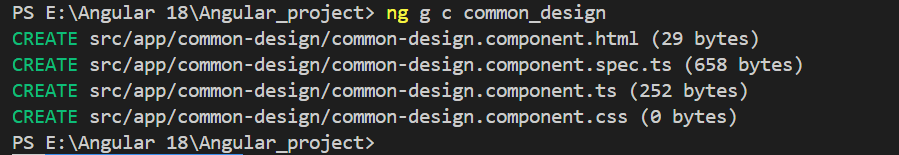 PS E:\Angular 18\Angular_project> ng g c common_design
CREATE src/app/common-design/common-design.component.html (29 bytes)
CREATE src/app/common-design/common-design.component.spec.ts (658 bytes)
CREATE src/app/common-design/common-design.component.ts (252 bytes)
CREATE src/app/common-design/common-design.component.css (0 bytes)
PS E:\Angular 18\Angular_project>